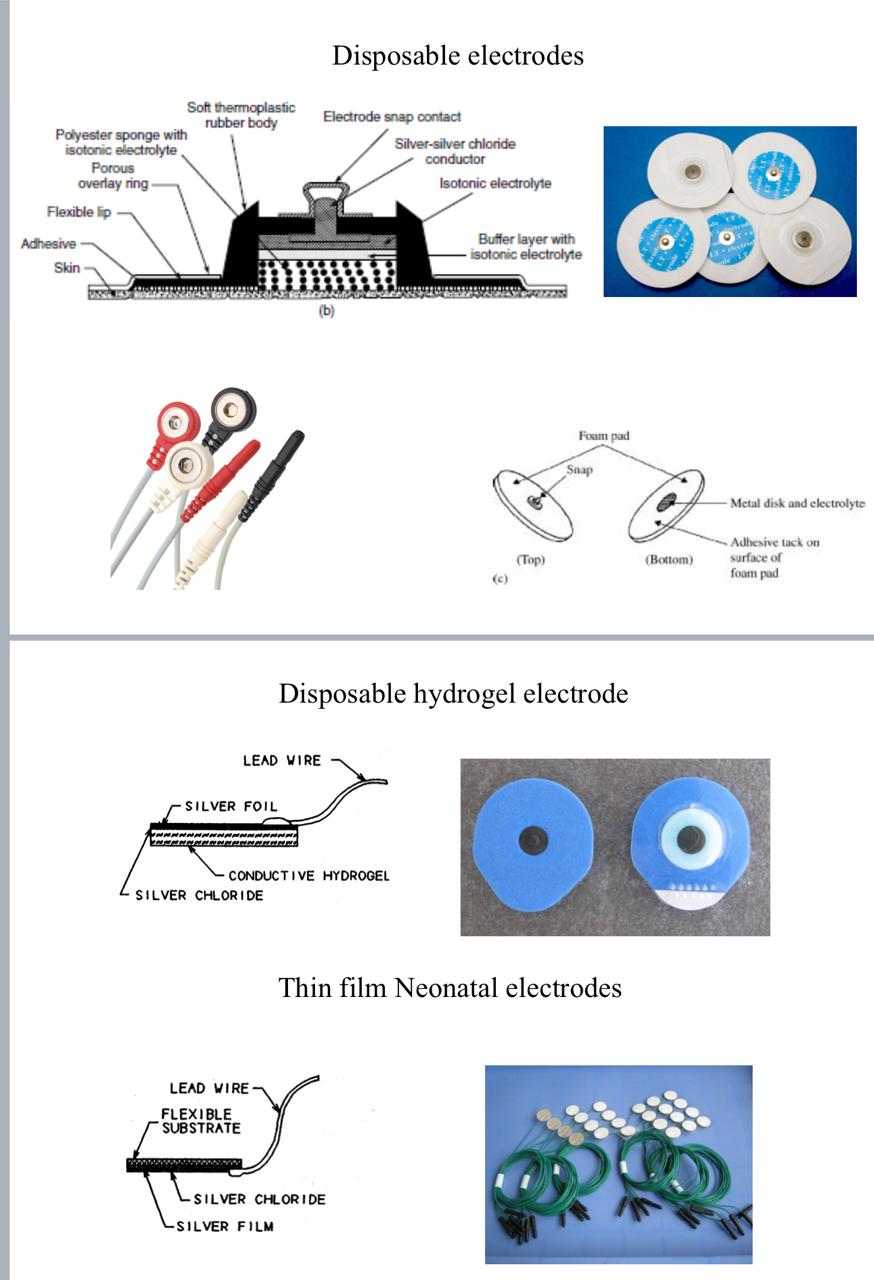 Disposable electrodes
Soft thermoplastic
rubber body
Electrode snap contact
Polyester sponge with
isotonic electrolyte
Silver-silver chloride
conductor
Porous
overlay ring
Isotonic electrolyte
Flexible lip
Adhesive
Buffer layer with
isotonic electrolyte
Skin
(b)
Foam pad
Snap
Metal disk and electrolyte
Adhesive tack on
surface of
foam pad
(Top)
(Bottom)
(c)
Disposable hydrogel electrode
LEAD WIRE
SILVER FOIL
CONDUCTIVE HYDROGEL
SILVER CHLORIDE
Thin film Neonatal electrodes
LEAD WIRE
FLEXIBLE
SUBSTRATE
SILVER CHLORIDE
SILVER FILM